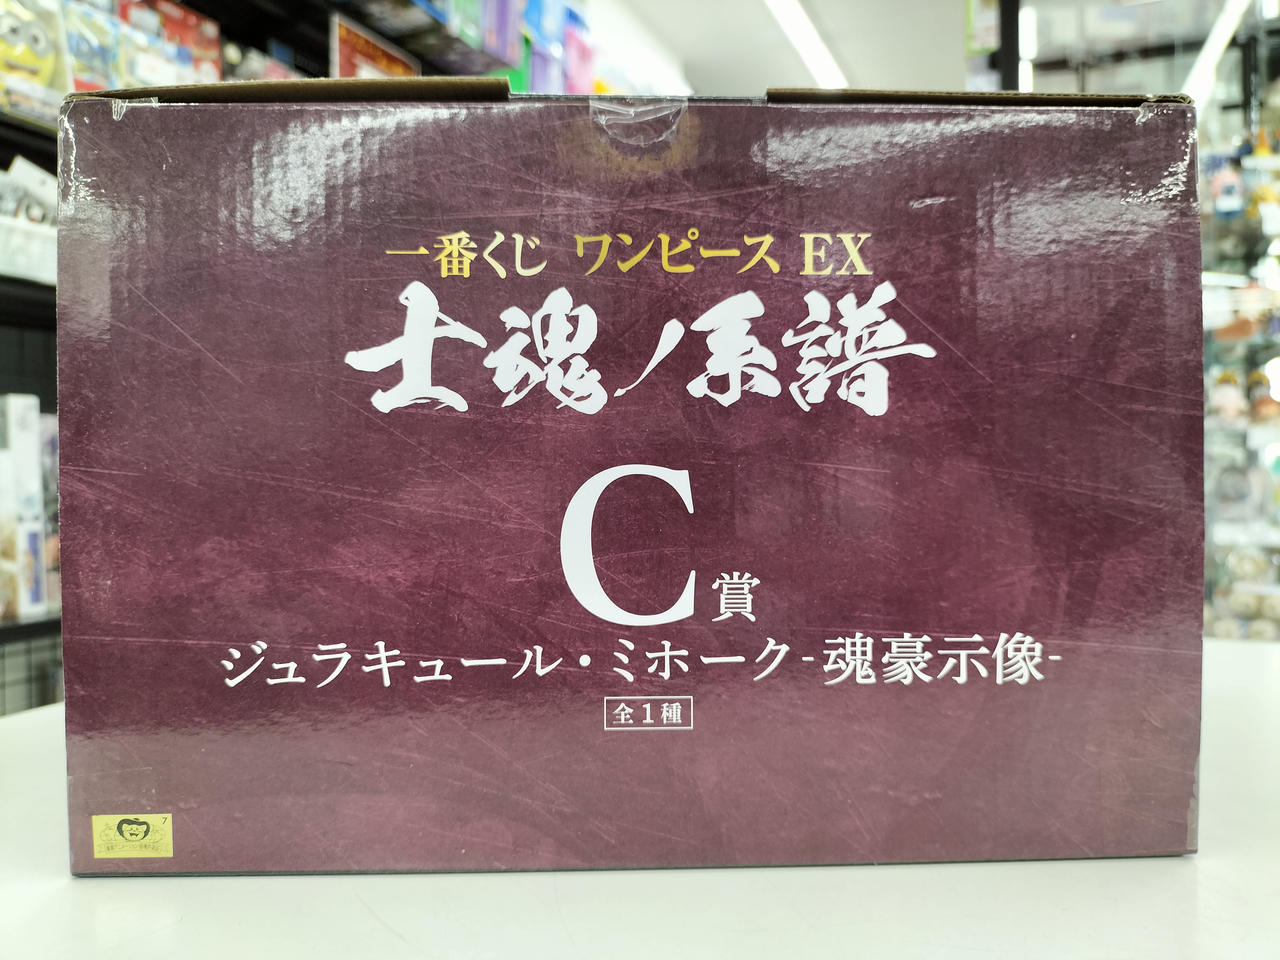 一番くじ ワンピース EX
士魂ノ系譜
C賞
ジュラキュール・ミホーク-魂豪示像-
全1種
7